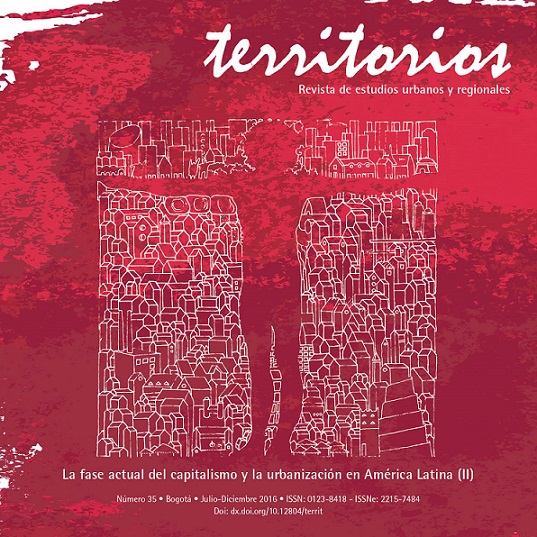 territorios
Revista de estudios urbanos y regionales
La fase actual del capitalismo y la urbanización en América Latina (II)
Número 35 • Bogotá • Julio-Diciembre 2016 • ISSN: 0123-8418 - ISSNe: 2215-7484
Doi: dx.doi.org/10.12804/territ